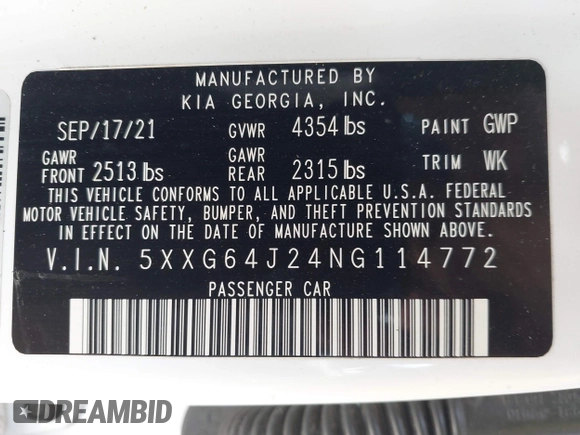 MANUFACTURED BY
KIA GEORGIA, INC.
SEP/17/21 GVWR 4354 lbs PAINT GWP
GAWR FRONT 2513 lbs GAWR REAR 2315 lbs TRIM WK
THIS VEHICLE CONFORMS TO ALL APPLICABLE U.S.A. FEDERAL
MOTOR VEHICLE SAFETY, BUMPER, AND THEFT PREVENTION STANDARDS
IN EFFECT ON THE DATE OF MANUFACTURE SHOWN ABOVE.
V.I.N. 5XXG64J24NG114772
PASSENGER CAR
DIDAUCTION.COM